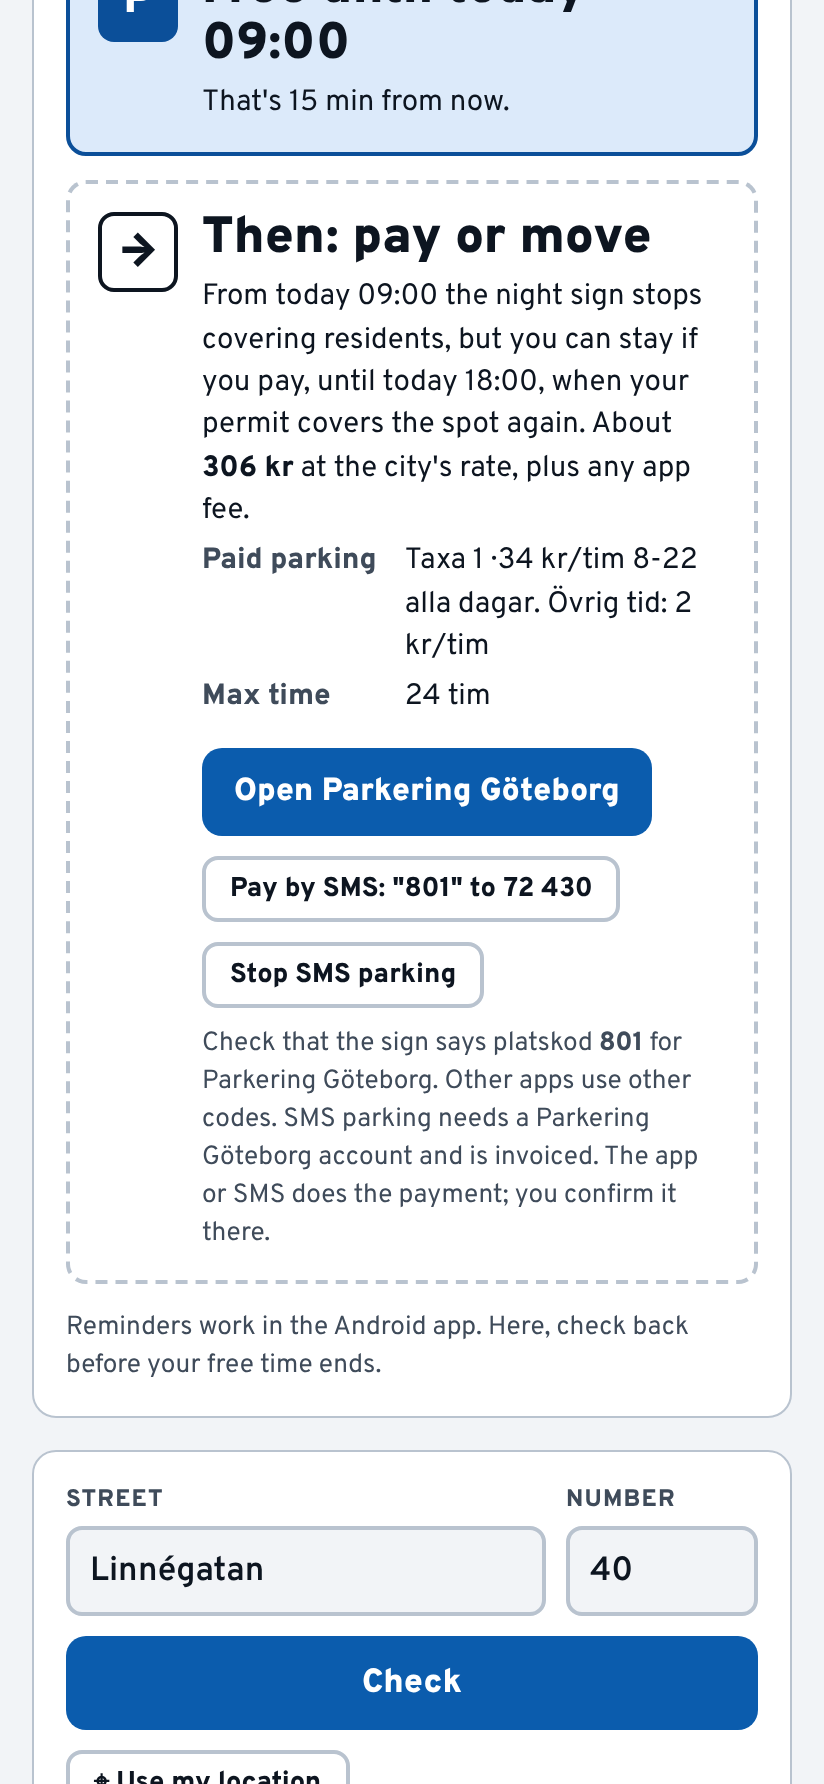 Free until today
09:00
That's 15 min from now.
→ Then: pay or move
From today 09:00 the night sign stops
covering residents, but you can stay if
you pay, until today 18:00, when your
permit covers the spot again. About
306 kr at the city's rate, plus any app
fee.
Paid parking Taxa 1 ·34 kr/tim 8-22
alla dagar. Övrig tid: 2
kr/tim
Max time 24 tim
Open Parkering Göteborg
Pay by SMS: "801" to 72 430
Stop SMS parking
Check that the sign says platskod 801 for
Parkering Göteborg. Other apps use other
codes. SMS parking needs a Parkering
Göteborg account and is invoiced. The app
or SMS does the payment; you confirm it
there.
Reminders work in the Android app. Here, check back
before your free time ends.
STREET NUMBER
Linnégatan 40
Check
⌖ Use my location